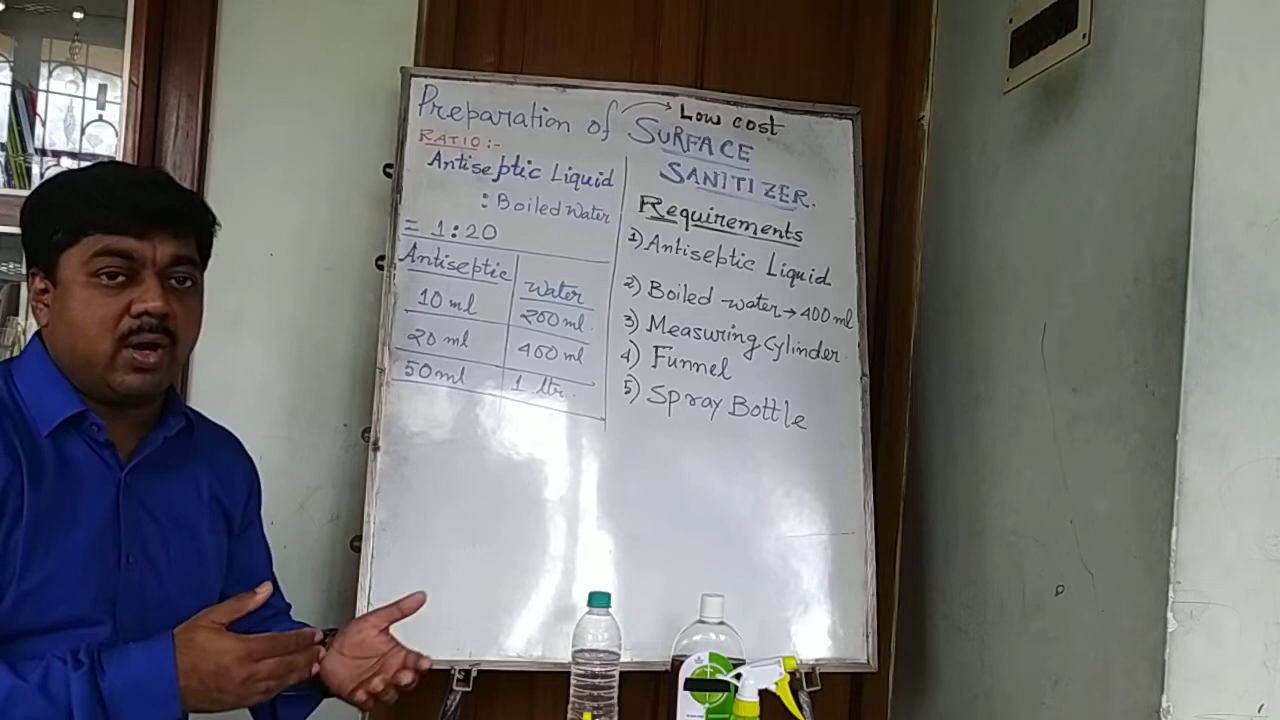 Preparation of → Low cost
SURFACE
SANITIZER.
RATIO:-
Antiseptic Liquid
: Boiled Water
= 1:20
Antiseptic Water
10 ml 200 ml.
20 ml 400 ml
50 ml 1 ltr.
Requirements
1) Antiseptic Liquid
2) Boiled water → 400 ml
3) Measuring Cylinder.
4) Funnel
5) Spray Bottle